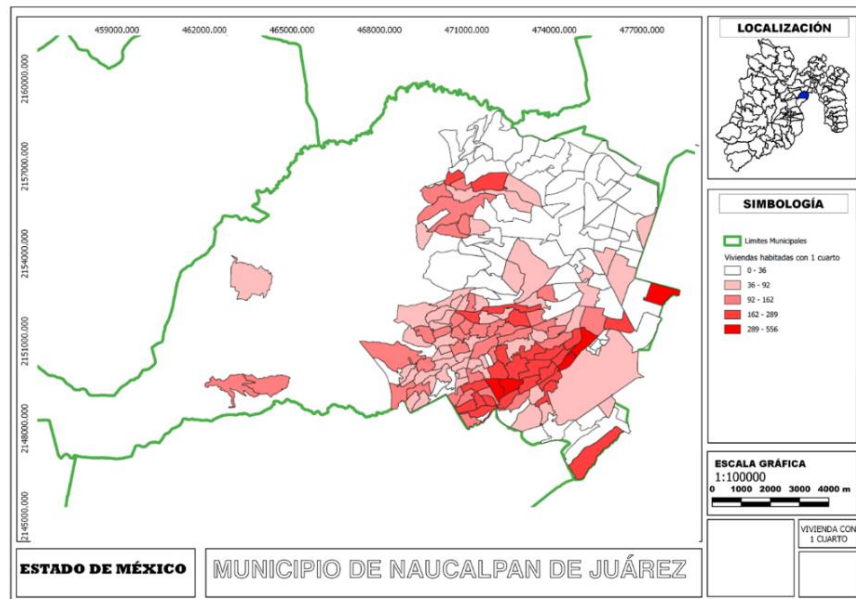 459000.000
462000.000
465000.000
468000.000
471000.000
474000.000
477000.000
2160000.000
2157000.000
2154000.000
2151000.000
2148000.000
2145000.000
LOCALIZACIÓN
SIMBOLOGÍA
Limites Municipales
Viviendas habitadas con 1 cuarto
0 - 36
36 - 92
92 - 162
162 - 289
289 - 556
ESCALA GRÁFICA
1:100000
0 1000 2000 3000 4000 m
VIVIENDA CON
1 CUARTO
ESTADO DE MÉXICO
MUNICIPIO DE NAUCALPAN DE JUÁREZ